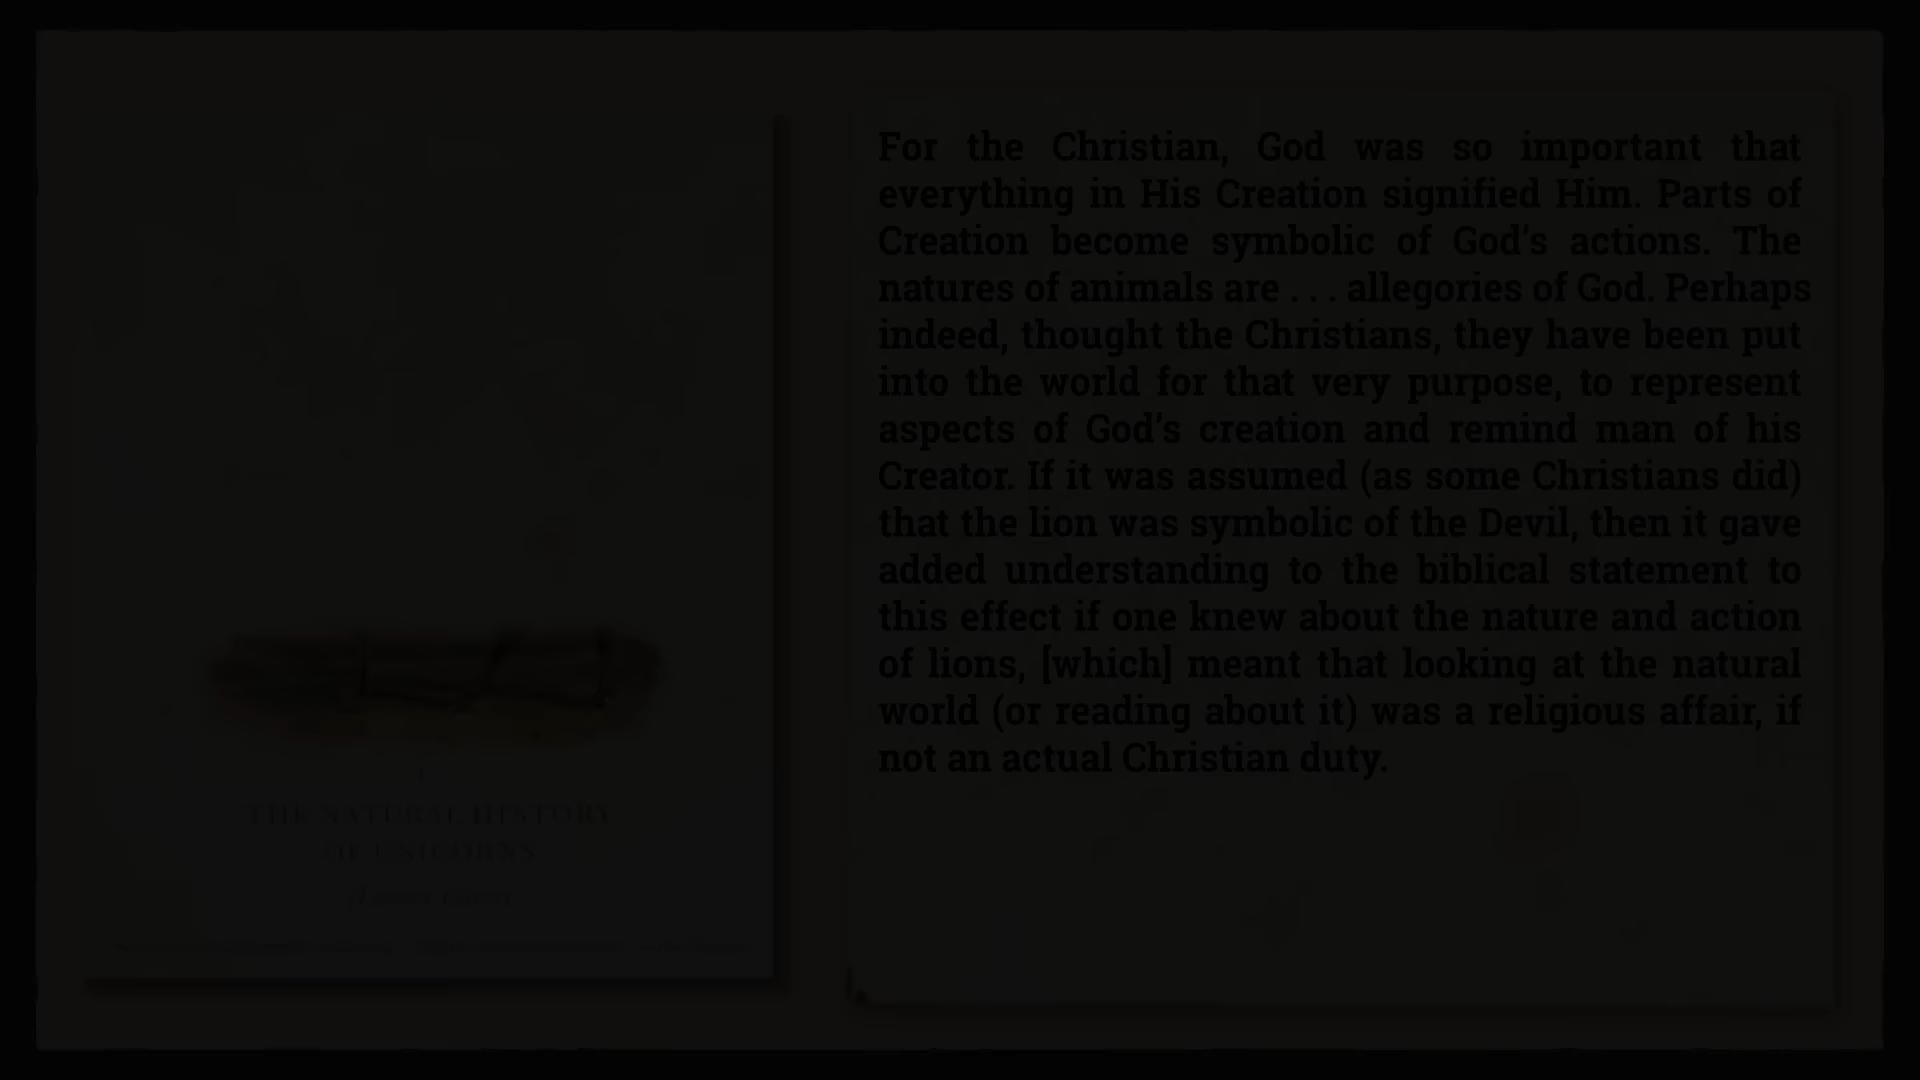 For the Christian, God was so important that
everything in His Creation signified Him. Parts of
Creation become symbolic of God's actions. The
natures of animals are . . . allegories of God. Perhaps
indeed, thought the Christians, they have been put
into the world for that very purpose, to represent
aspects of God's creation and remind man of his
Creator. If it was assumed (as some Christians did)
that the lion was symbolic of the Devil, then it gave
added understanding to the biblical statement to
this effect if one knew about the nature and action
of lions, [which] meant that looking at the natural
world (or reading about it) was a religious affair, if
not an actual Christian duty.
THE NATURAL HISTORY
OF UNICORNS